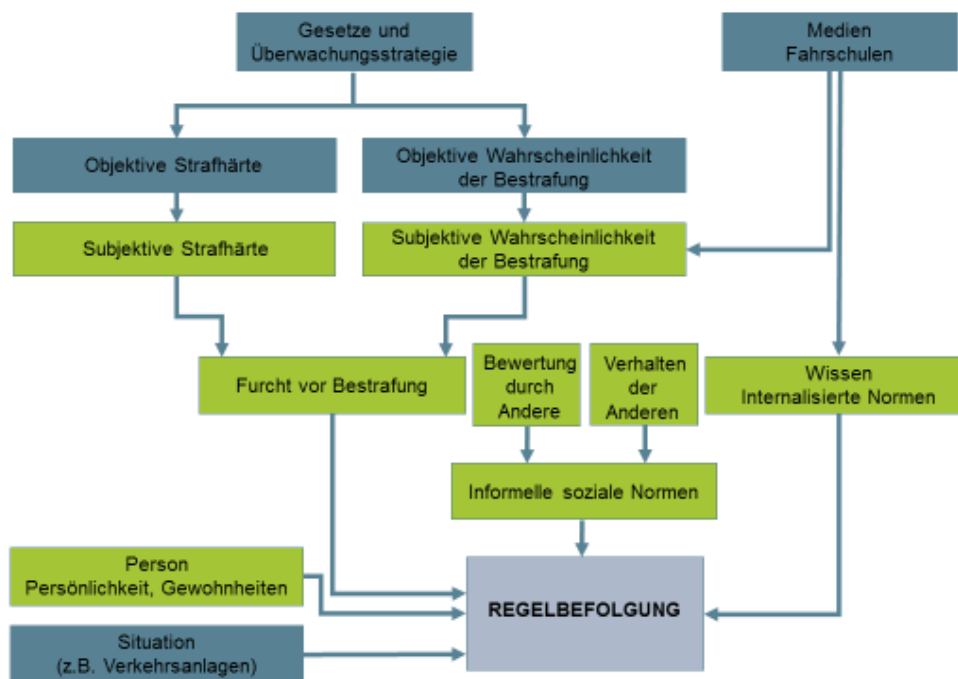 Gesetze und
Überwachungsstrategie
Medien
Fahrschulen
Objektive Strafhärte
Objektive Wahrscheinlichkeit
der Bestrafung
Subjektive Strafhärte
Subjektive Wahrscheinlichkeit
der Bestrafung
Furcht vor Bestrafung
Bewertung
durch
Andere
Verhalten
der
Anderen
Wissen
Internalisierte Normen
Informelle soziale Normen
Person
Persönlichkeit, Gewohnheiten
REGELBEFOLGUNG
Situation
(z.B. Verkehrsanlagen)